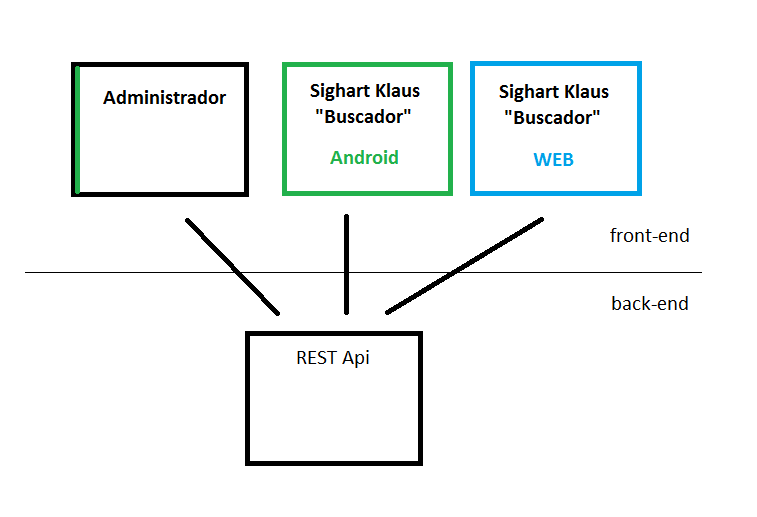 Administrador
Sighart Klaus
"Buscador"
Android
Sighart Klaus
"Buscador"
WEB
front-end
back-end
REST Api